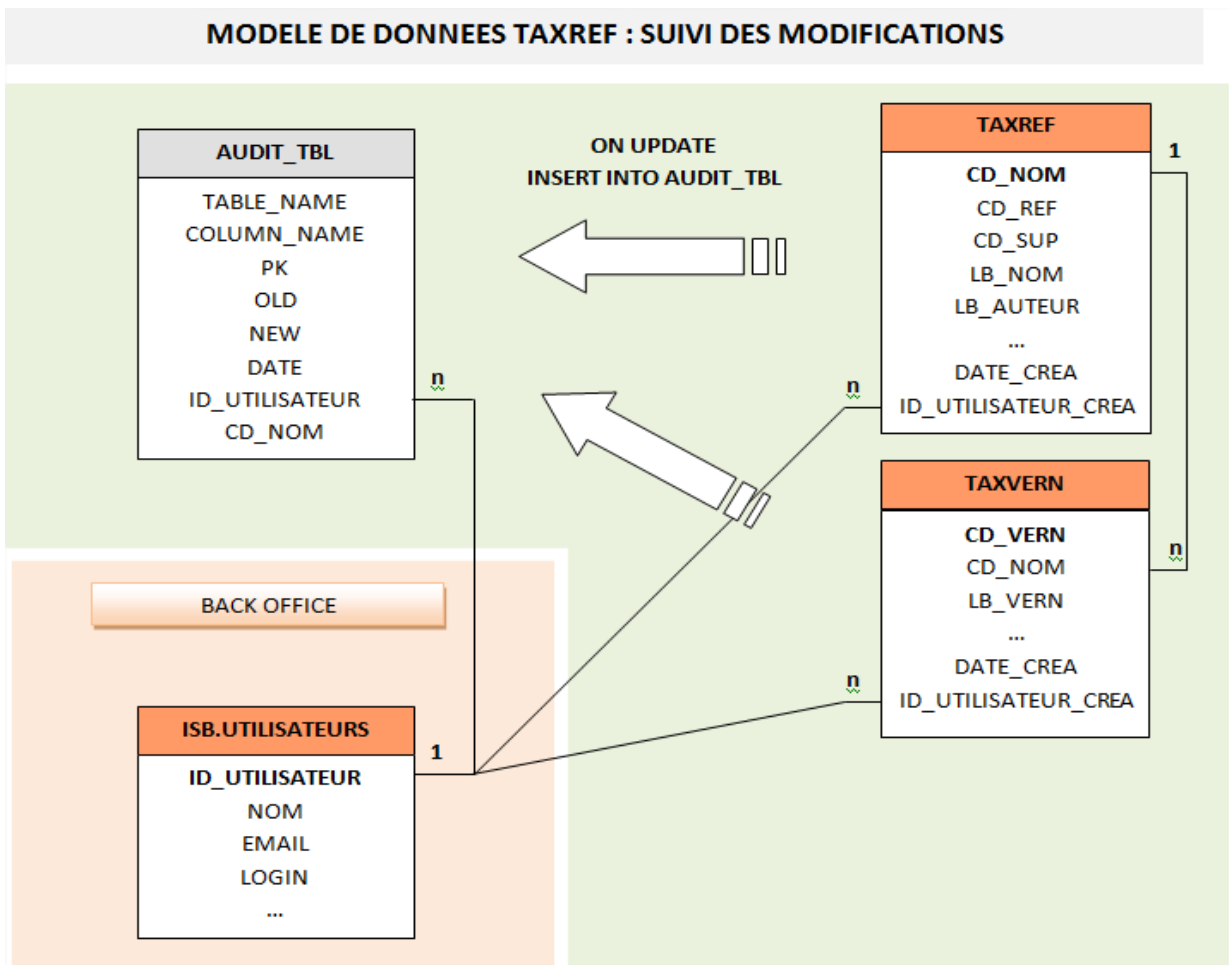 MODELE DE DONNEES TAXREF : SUIVI DES MODIFICATIONS
AUDIT_TBL
TABLE_NAME
COLUMN_NAME
PK
OLD
NEW
DATE
ID_UTILISATEUR
CD_NOM
n
ON UPDATE
INSERT INTO AUDIT_TBL
TAXREF
1
CD_NOM
CD_REF
CD_SUP
LB_NOM
LB_AUTEUR
...
DATE_CREA
n
ID_UTILISATEUR_CREA
TAXVERN
CD_VERN
n
CD_NOM
LB_VERN
...
DATE_CREA
n
ID_UTILISATEUR_CREA
BACK OFFICE
ISB.UTILISATEURS
1
ID_UTILISATEUR
NOM
EMAIL
LOGIN
...